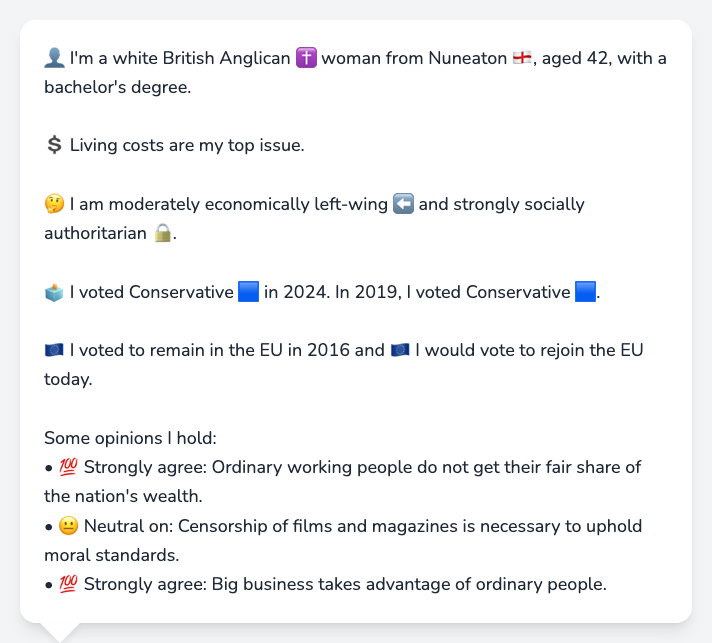 👤 I'm a white British Anglican ✝️ woman from Nuneaton 🏴󠁧󠁢󠁥󠁮󠁧󠁿, aged 42, with a
bachelor's degree.
💲 Living costs are my top issue.
🤔 I am moderately economically left-wing ⬅️ and strongly socially
authoritarian 🔒.
🗳️ I voted Conservative 🟦 in 2024. In 2019, I voted Conservative 🟦.
🇪🇺 I voted to remain in the EU in 2016 and 🇪🇺 I would vote to rejoin the EU
today.
Some opinions I hold:
• 💯 Strongly agree: Ordinary working people do not get their fair share of
the nation's wealth.
• 😐 Neutral on: Censorship of films and magazines is necessary to uphold
moral standards.
• 💯 Strongly agree: Big business takes advantage of ordinary people.